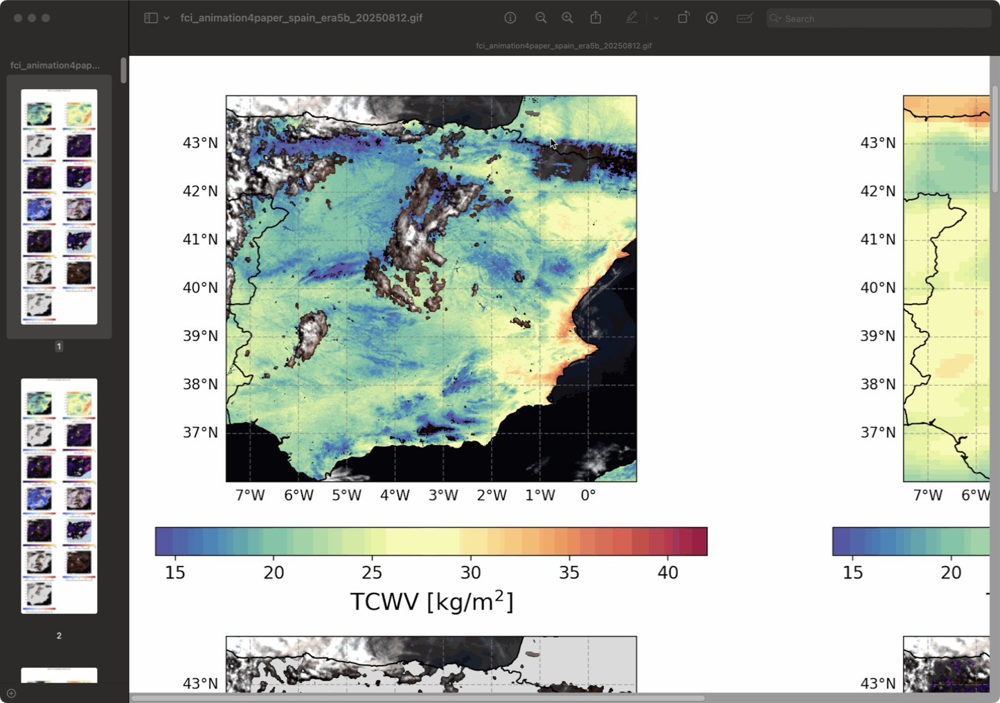 fci_animation4paper_spain_era5b_20250812.gif
Search
fci_animation4paper_spain_era5b_20250812.gif
fci_animation4pap...
1
2
43°N
42°N
41°N
40°N
39°N
38°N
37°N
7°W 6°W 5°W 4°W 3°W 2°W 1°W 0°
15 20 25 30 35 40
TCWV [kg/m²]
43°N
43°N
42°N
41°N
40°N
39°N
38°N
37°N
7°W 6°W
15 20
43°N